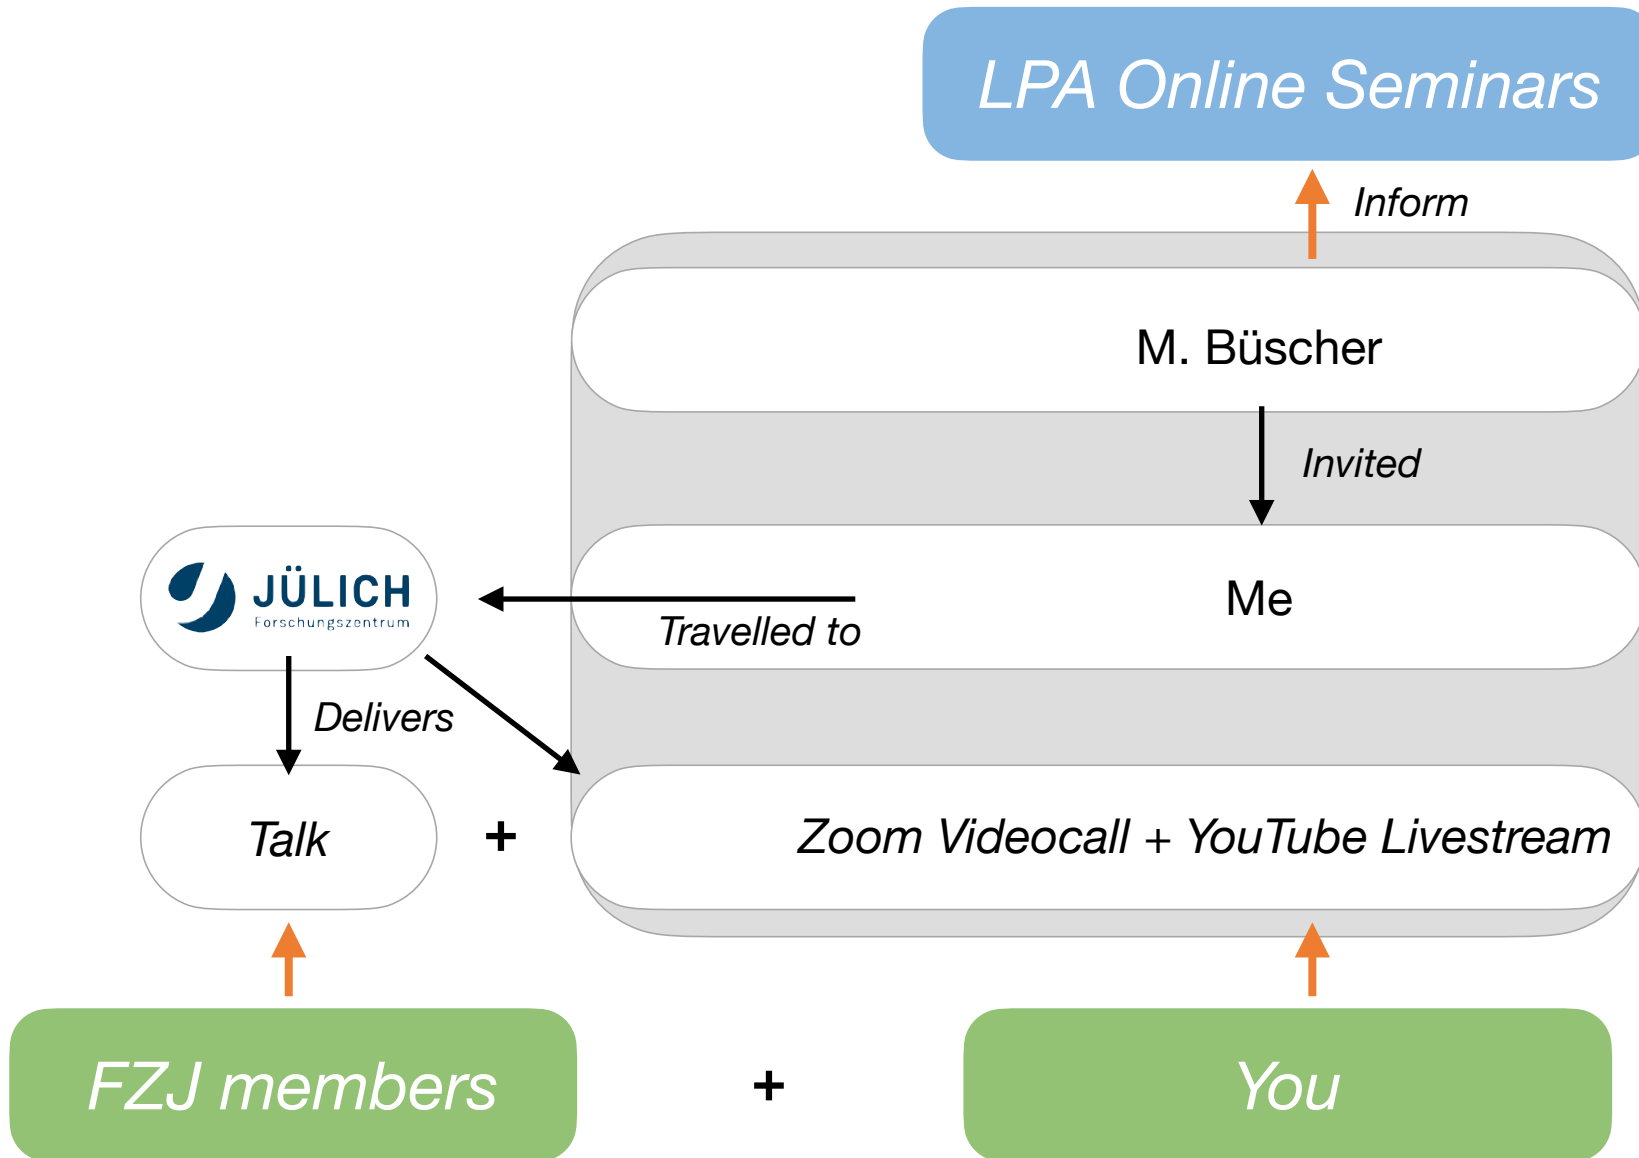 LPA Online Seminars
Inform
M. Büscher
Invited
JÜLICH
Forschungszentrum
Me
Travelled to
Delivers
Talk
+
Zoom Videocall + YouTube Livestream
FZJ members
+
You